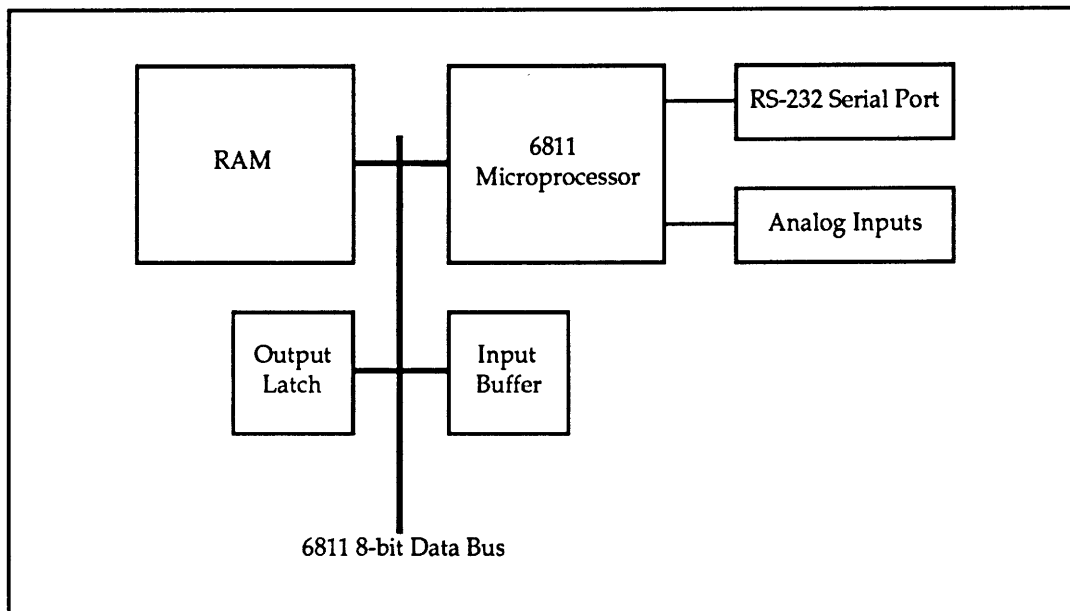 RAM
6811
Microprocessor
RS-232 Serial Port
Analog Inputs
Output
Latch
Input
Buffer
6811 8-bit Data Bus